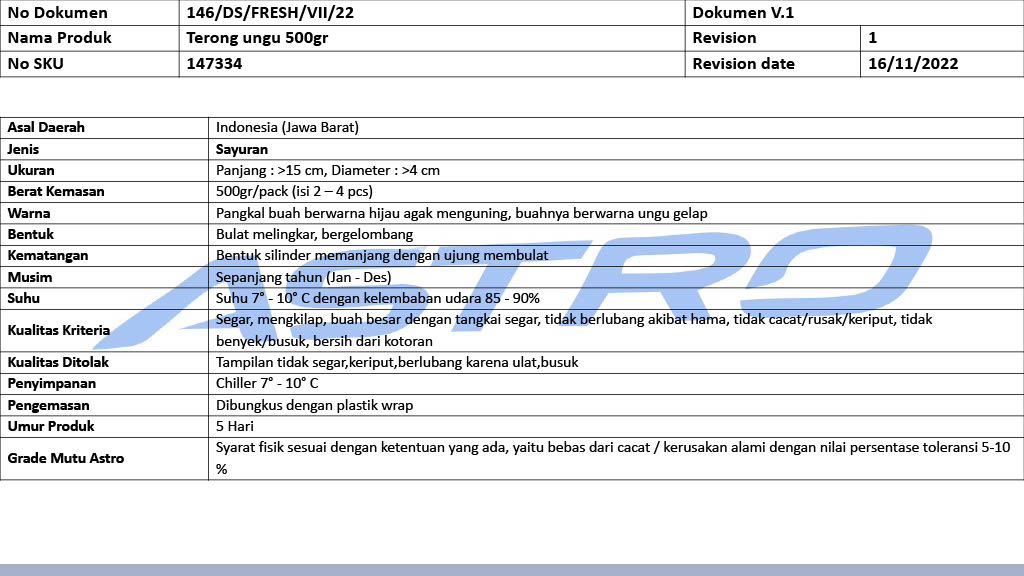 No Dokumen 146/DS/FRESH/VII/22 Dokumen V.1
Nama Produk Terong ungu 500gr Revision 1
No SKU 147334 Revision date 16/11/2022
Asal Daerah Indonesia (Jawa Barat)
Jenis Sayuran
Ukuran Panjang : >15 cm, Diameter : >4 cm
Berat Kemasan 500gr/pack (isi 2 – 4 pcs)
Warna Pangkal buah berwarna hijau agak menguning, buahnya berwarna ungu gelap
Bentuk Bulat melingkar, bergelombang
Kematangan Bentuk silinder memanjang dengan ujung membulat
Musim Sepanjang tahun (Jan - Des)
Suhu Suhu 7° - 10° C dengan kelembaban udara 85 - 90%
Kualitas Kriteria Segar, mengkilap, buah besar dengan tangkai segar, tidak berlubang akibat hama, tidak cacat/rusak/keriput, tidak
benyek/busuk, bersih dari kotoran
Kualitas Ditolak Tampilan tidak segar,keriput,berlubang karena ulat,busuk
Penyimpanan Chiller 7° - 10° C
Pengemasan Dibungkus dengan plastik wrap
Umur Produk 5 Hari
Grade Mutu Astro Syarat fisik sesuai dengan ketentuan yang ada, yaitu bebas dari cacat / kerusakan alami dengan nilai persentase toleransi 5-10
%
ASTRO